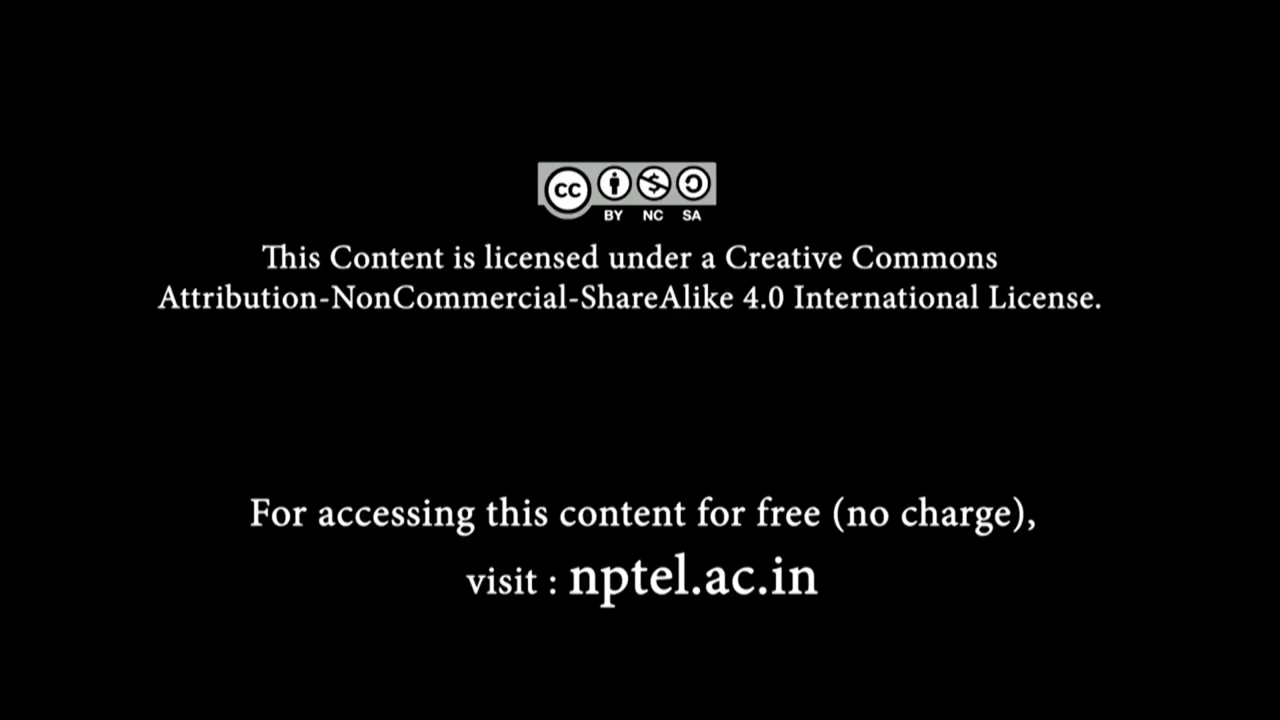 cc BY NC SA
This Content is licensed under a Creative Commons
Attribution-NonCommercial-ShareAlike 4.0 International License.
For accessing this content for free (no charge),
visit : nptel.ac.in